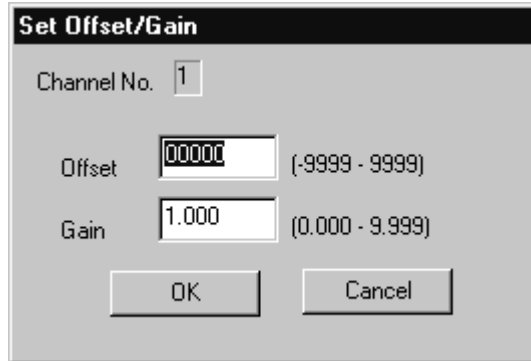 Set Offset/Gain
Channel No. 1
Offset 00000 (-9999 - 9999)
Gain 1.000 (0.000 - 9.999)
OK Cancel